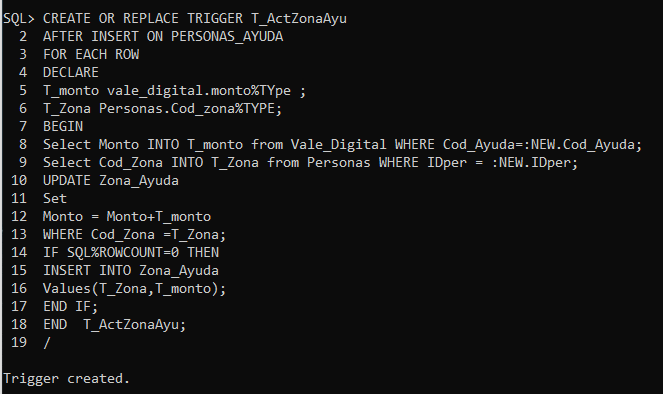 SQL> CREATE OR REPLACE TRIGGER T_ActZonaAyu
  2  AFTER INSERT ON PERSONAS_AYUDA
  3  FOR EACH ROW
  4  DECLARE
  5  T_monto vale_digital.monto%TYpe ;
  6  T_Zona Personas.Cod_zona%TYPE;
  7  BEGIN
  8  Select Monto INTO T_monto from Vale_Digital WHERE Cod_Ayuda=:NEW.Cod_Ayuda;
  9  Select Cod_Zona INTO T_Zona from Personas WHERE IDper = :NEW.IDper;
 10  UPDATE Zona_Ayuda
 11  Set
 12  Monto = Monto+T_monto
 13  WHERE Cod_Zona =T_Zona;
 14  IF SQL%ROWCOUNT=0 THEN
 15  INSERT INTO Zona_Ayuda
 16  Values(T_Zona,T_monto);
 17  END IF;
 18  END  T_ActZonaAyu;
 19  /
Trigger created.